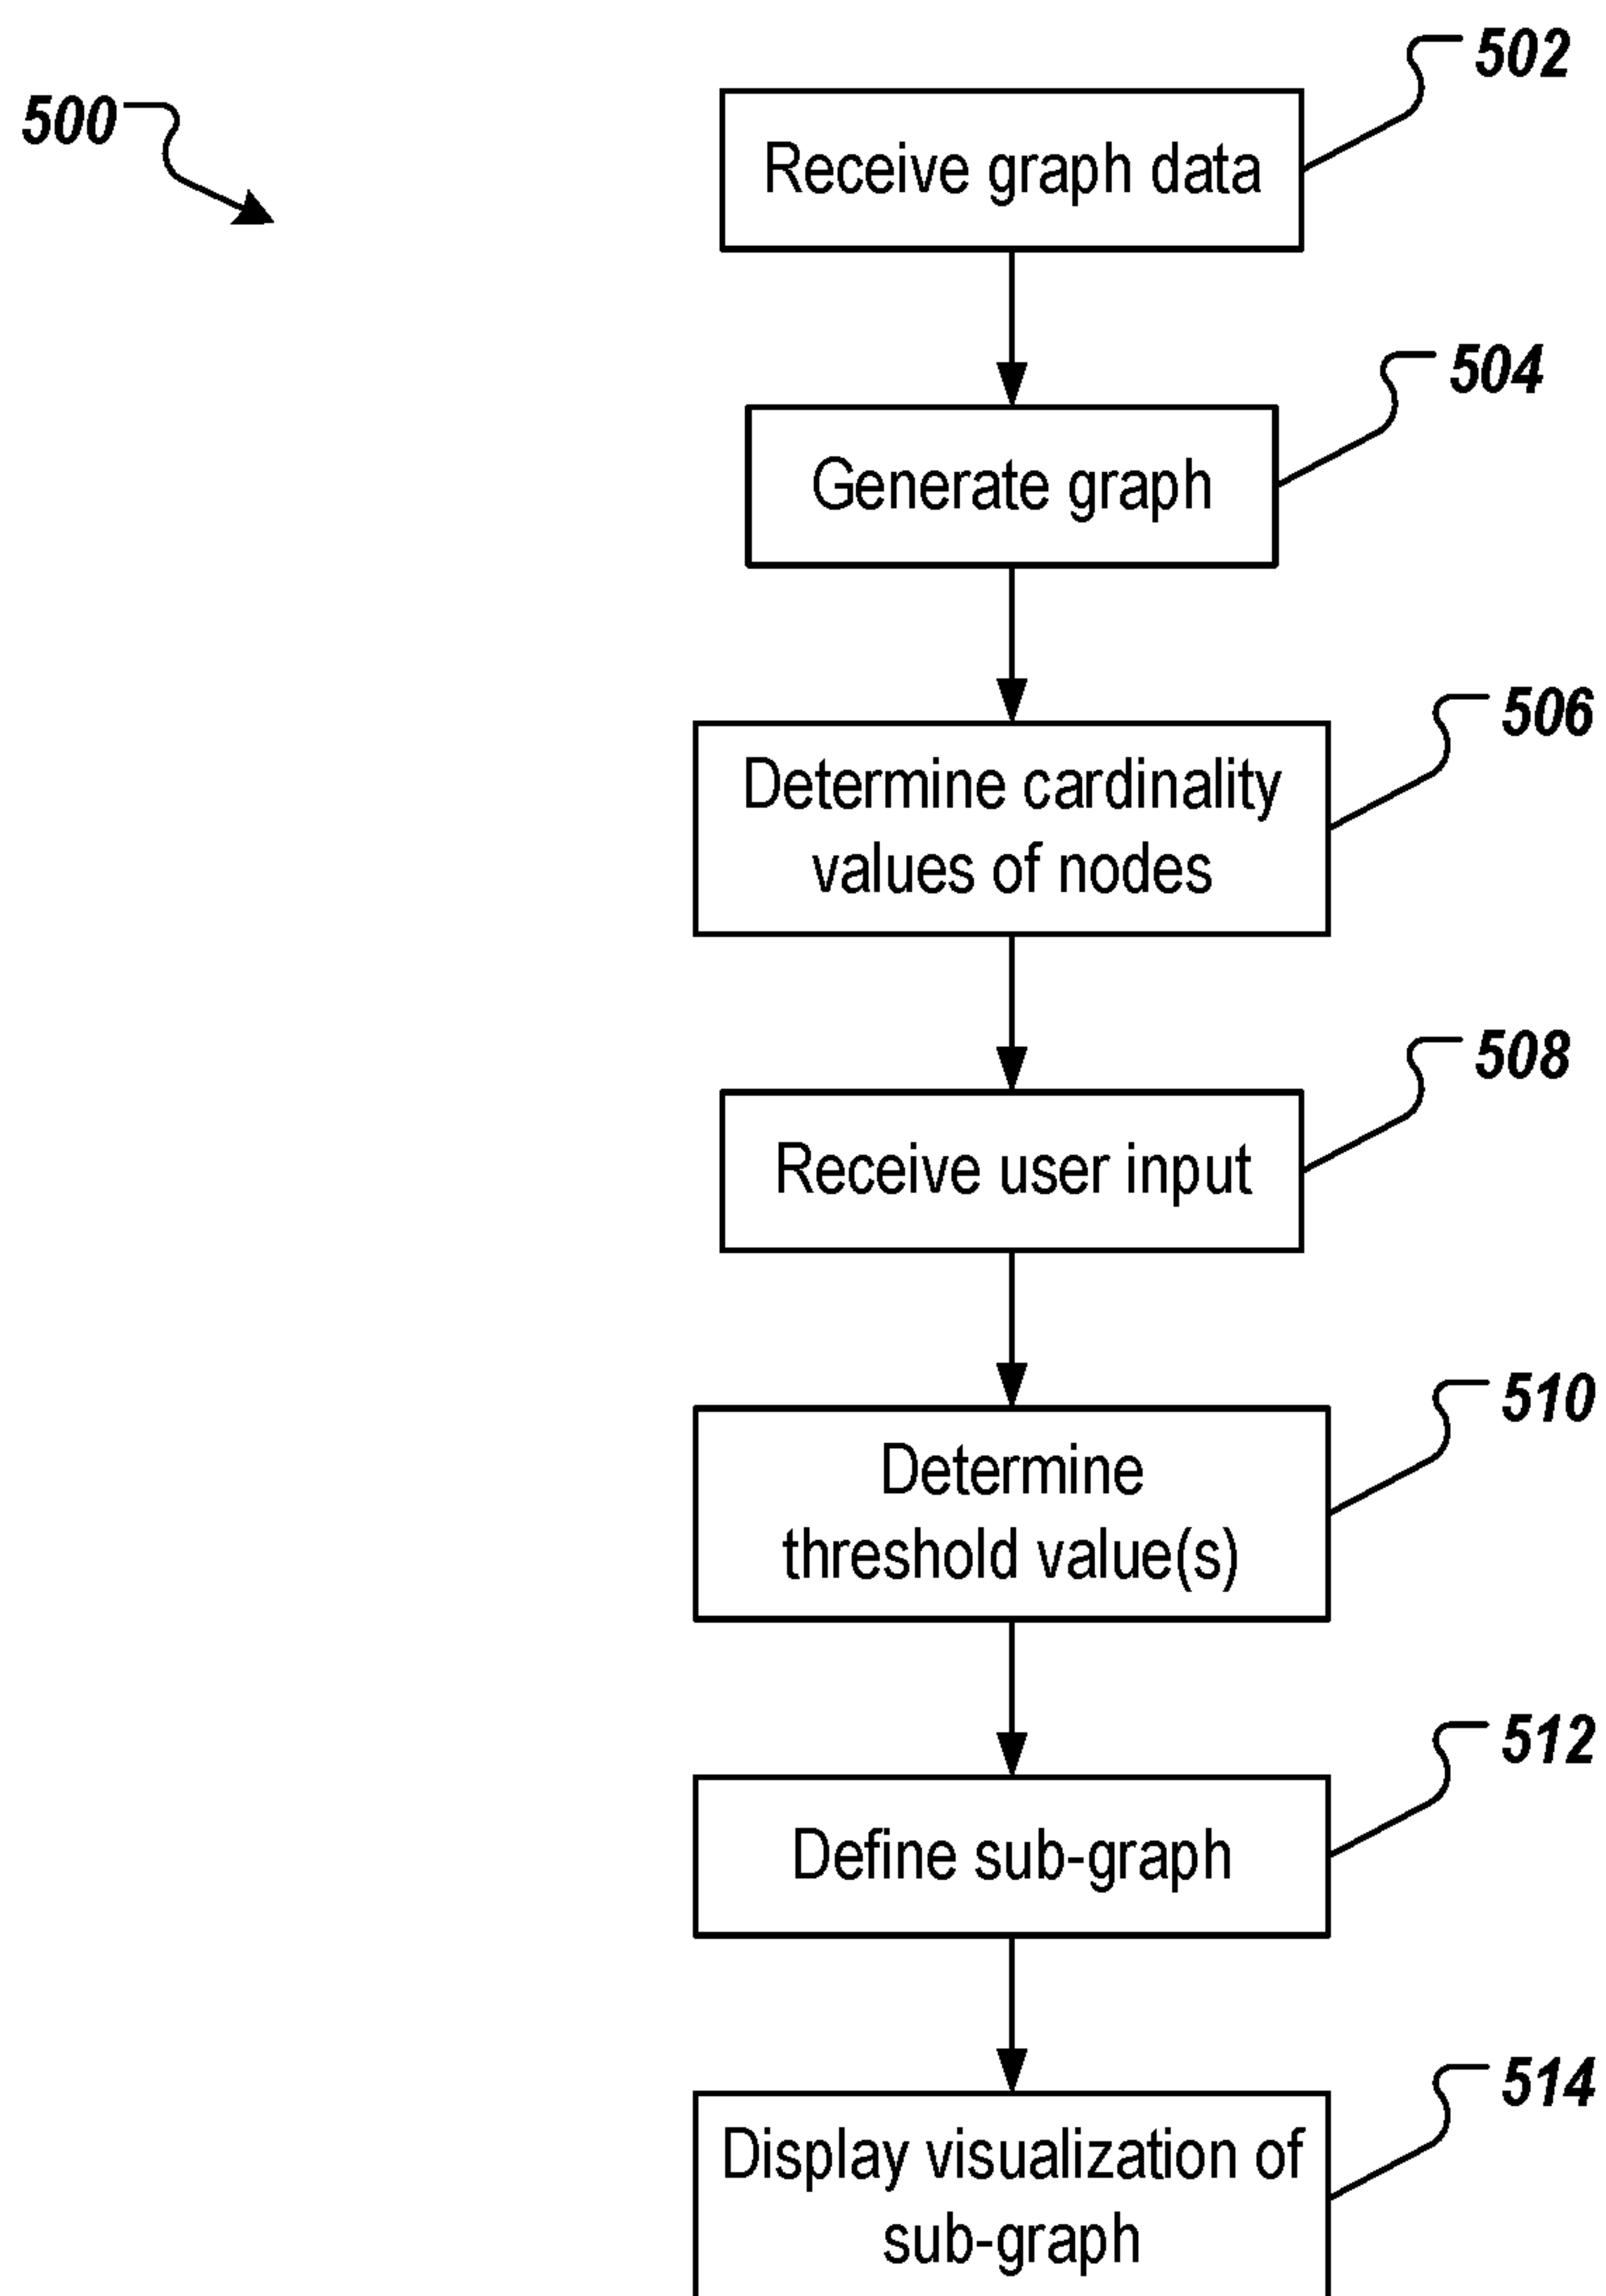 502
500
Receive graph data
504
Generate graph
506
Determine cardinality
values of nodes
508
Receive user input
510
Determine
threshold value(s)
512
Define sub-graph
514
Display visualization of
sub-graph